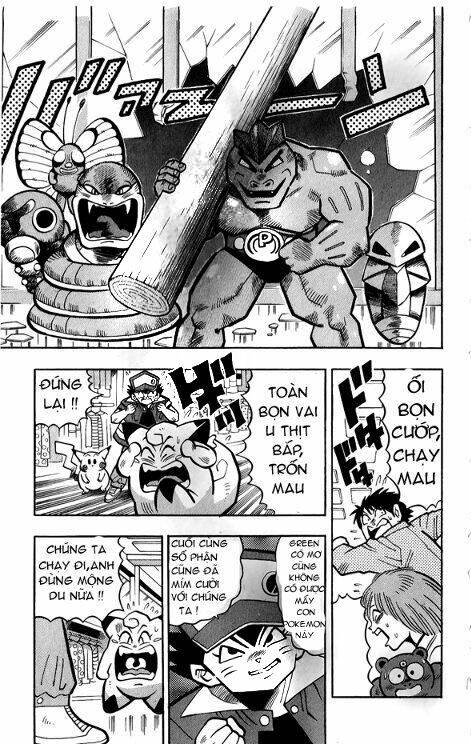 P
ỐI
BỌN
CƯỚP,
CHẠY
MAU
TOÀN
BỌN VAI
U THỊT
BẮP,
TRỐN
MAU
ĐỨNG
LẠI !!
GREEN
CÓ MƠ
CŨNG
KHÔNG
CÓ ĐƯỢC
MẤY
CON
POKEMON
NÀY
CUỐI CÙNG
SỐ PHẬN
CŨNG ĐÃ
MỈM CƯỜI
VỚI CHÚNG
TA !
CHÚNG TA
CHẠY ĐI,ANH
ĐỪNG MỘNG
DU NỮA !!